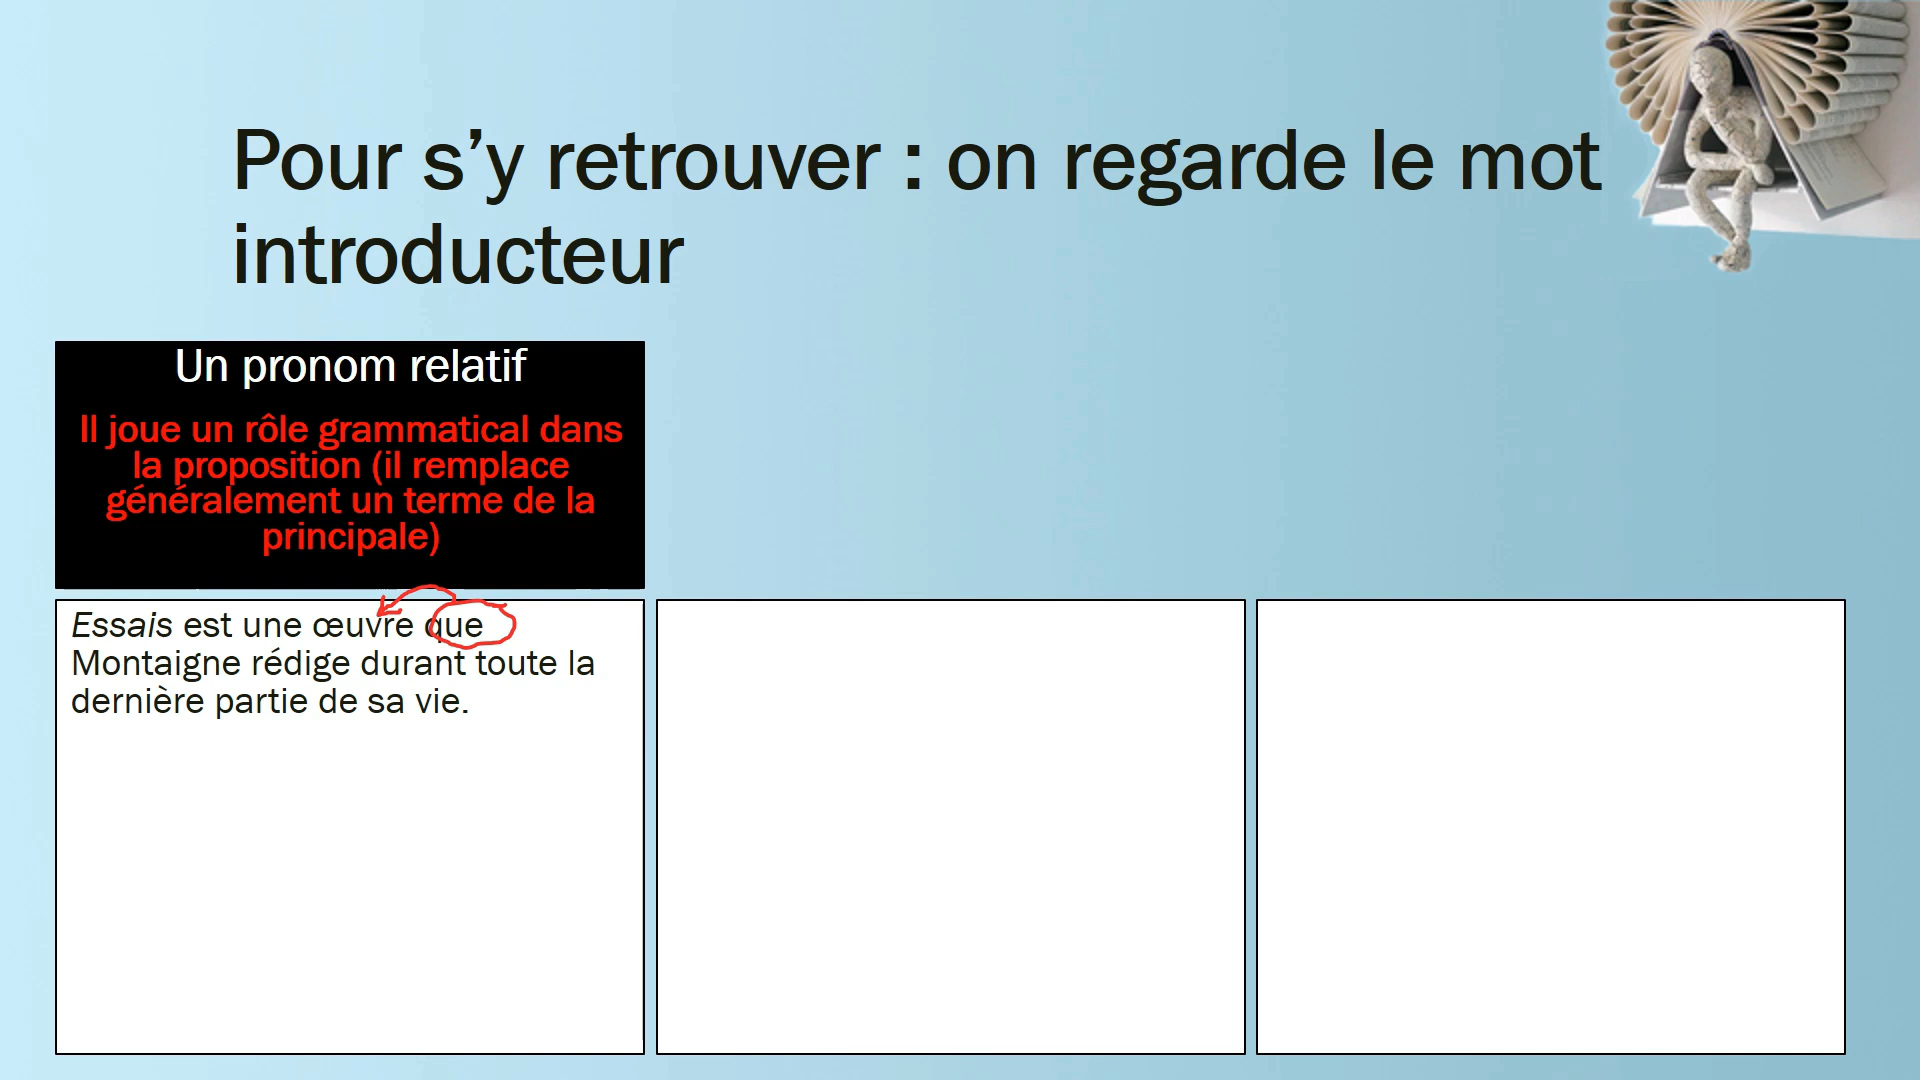 Pour s’y retrouver : on regarde le mot
introducteur
Un pronom relatif
Il joue un rôle grammatical dans
la proposition (il remplace
généralement un terme de la
principale)
Essais est une œuvre que
Montaigne rédige durant toute la
dernière partie de sa vie.